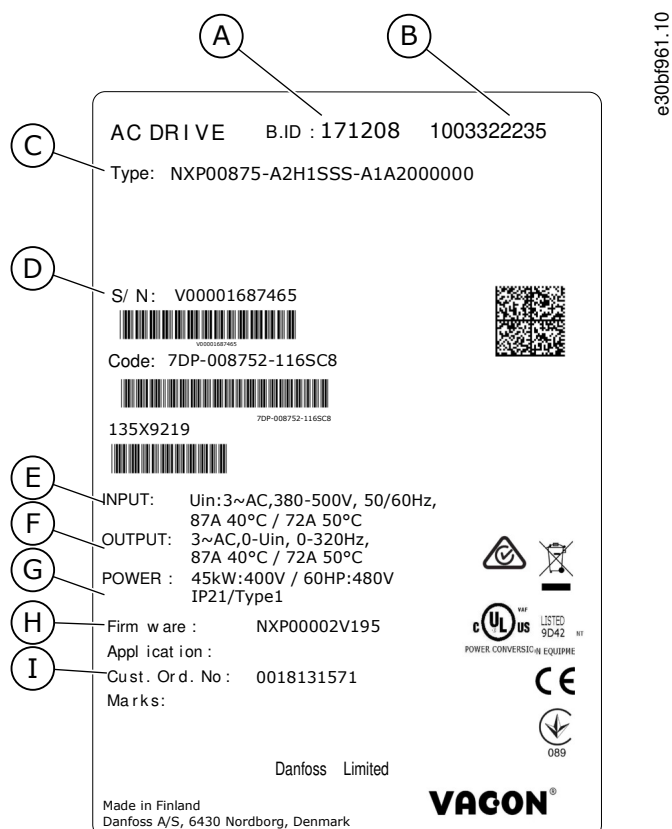 e30bf961.10
A
B
AC DRIVE B.ID : 171208 1003322235
C
Type: NXP00875-A2H1SSS-A1A2000000
D
S/ N: V00001687465
V00001687465
Code: 7DP-008752-116SC8
7DP-008752-116SC8
135X9219
E
INPUT: Uin:3~AC,380-500V, 50/60Hz,
87A 40°C / 72A 50°C
F
OUTPUT: 3~AC,0-Uin, 0-320Hz,
87A 40°C / 72A 50°C
G
POWER : 45kW:400V / 60HP:480V
IP21/Type1
H
Firm ware : NXP00002V195
Appl ication :
I
Cust. Ord. No : 0018131571
Marks:
c UL us VAF LISTED
9D42 NT
POWER CONVERSION EQUIPME
CE
089
Danfoss Limited
Made in Finland
Danfoss A/S, 6430 Nordborg, Denmark
VACON®